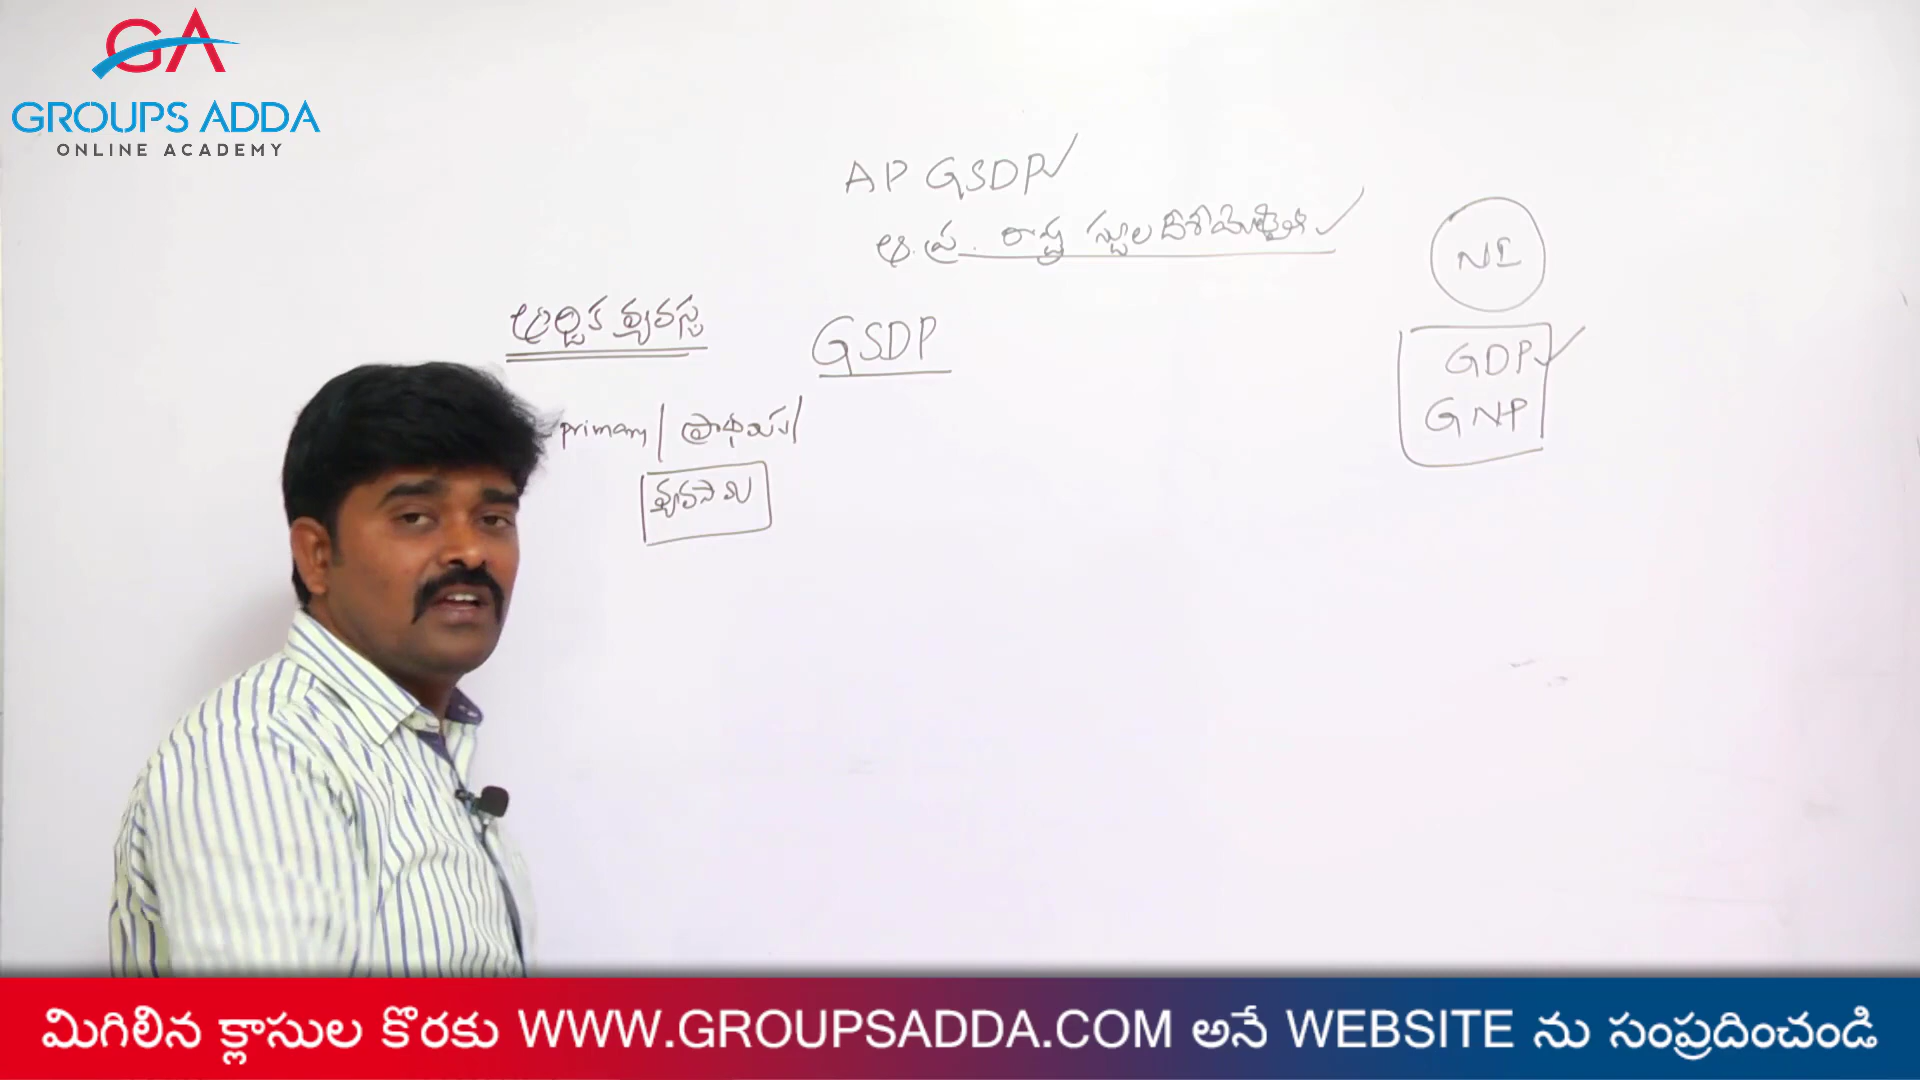 GA
GROUPS ADDA
ONLINE ACADEMY
AP GSDP
ఆ.ప్ర. రాష్ట్ర స్థూల దేశీయోత్పత్తి
NI
ఆర్థిక వ్యవస్థ
GSDP
GDP
GNP
primary | ప్రాథమిక |
వ్యవసాయ
మిగిలిన క్లాసుల కొరకు WWW.GROUPSADDA.COM అనే WEBSITE ను సంప్రదించండి